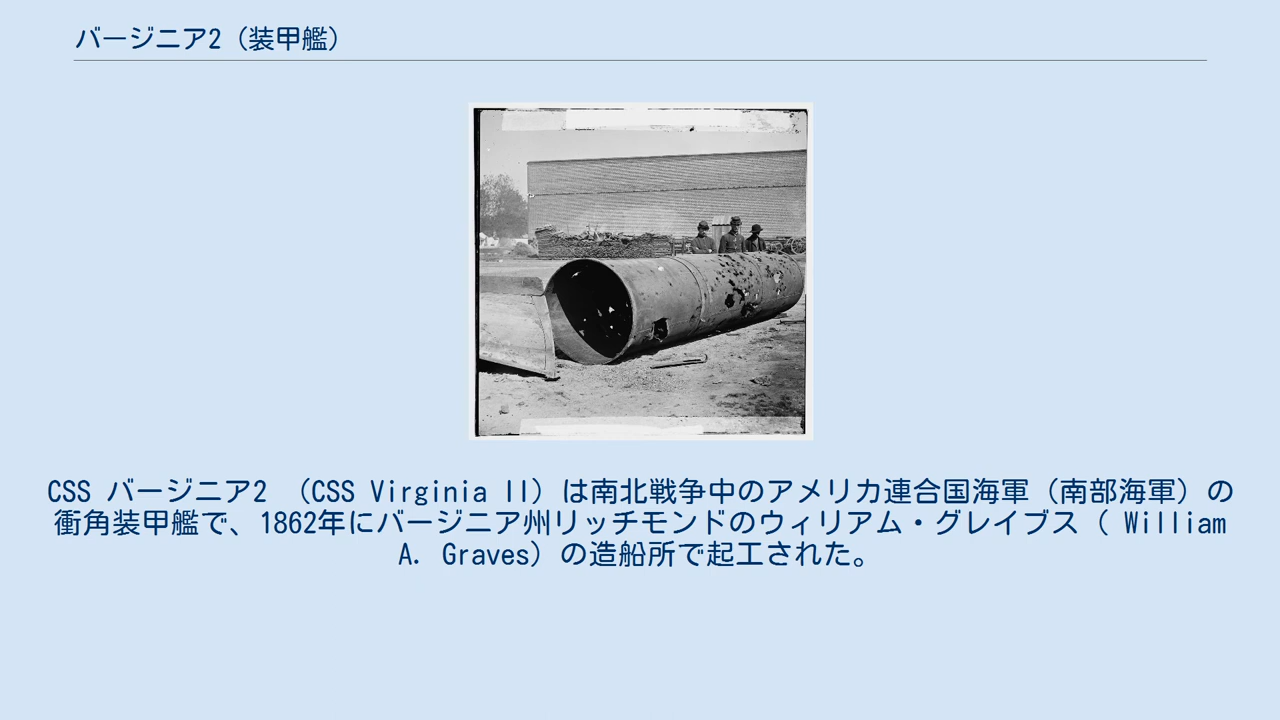 バージニア2（装甲艦）
CSS バージニア2 （CSS Virginia II）は南北戦争中のアメリカ連合国海軍（南部海軍）の
衝角装甲艦で、1862年にバージニア州リッチモンドのウィリアム・グレイブス（ William
A. Graves）の造船所で起工された。